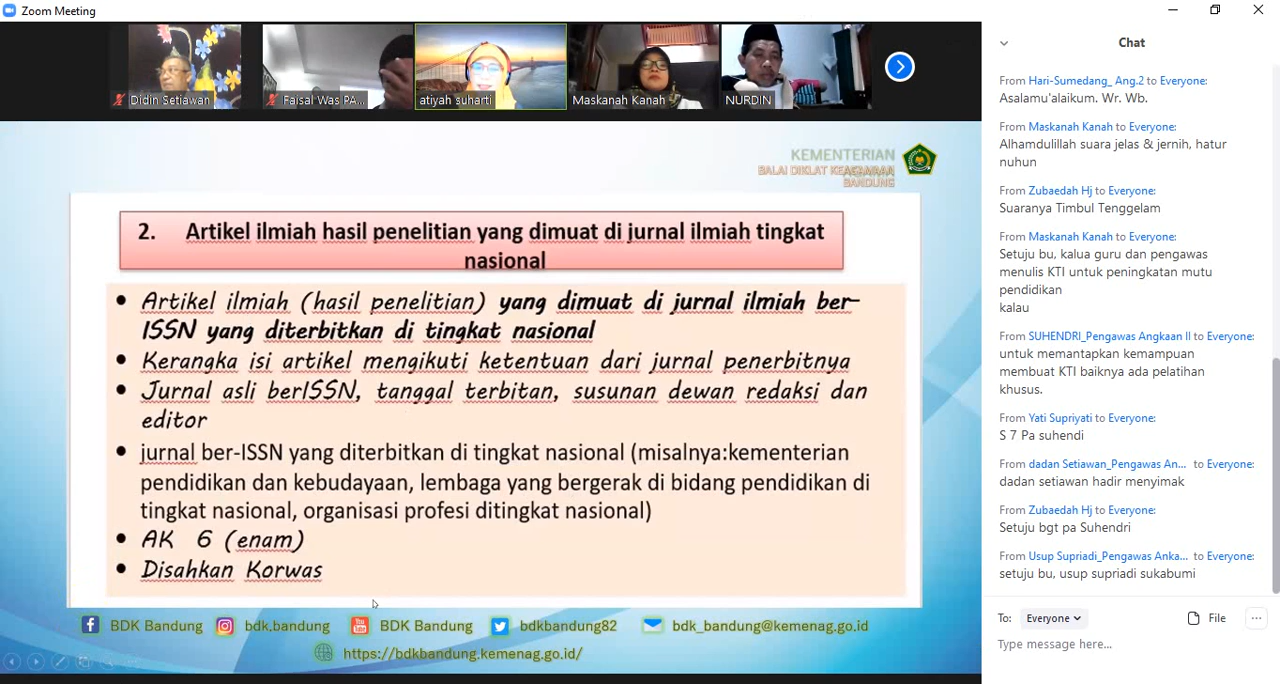 Zoom Meeting
Didin Setiawan
Faisal Was PA...
atiyah suharti
Maskanah Kanah
NURDIN
KEMENTERIAN
BALAI DIKLAT KEAGAMAAN
BANDUNG
2. Artikel ilmiah hasil penelitian yang dimuat di jurnal ilmiah tingkat
nasional
• Artikel ilmiah (hasil penelitian) yang dimuat di jurnal ilmiah ber-
ISSN yang diterbitkan di tingkat nasional
• Kerangka isi artikel mengikuti ketentuan dari jurnal penerbitnya
• Jurnal asli berISSN, tanggal terbitan, susunan dewan redaksi dan
editor
• jurnal ber-ISSN yang diterbitkan di tingkat nasional (misalnya:kementerian
pendidikan dan kebudayaan, lembaga yang bergerak di bidang pendidikan di
tingkat nasional, organisasi profesi ditingkat nasional)
• AK 6 (enam)
• Disahkan Korwas
BDK Bandung
bdk.bandung
You Tube
BDK Bandung
bdkbandung82
bdk_bandung@kemenag.go.id
https://bdkbandung.kemenag.go.id/
Chat
From Hari-Sumedang_ Ang.2 to Everyone:
Asalamu'alaikum. Wr. Wb.
From Maskanah Kanah to Everyone:
Alhamdulillah suara jelas & jernih, hatur
nuhun
From Zubaedah Hj to Everyone:
Suaranya Timbul Tenggelam
From Maskanah Kanah to Everyone:
Setuju bu, kalua guru dan pengawas
menulis KTI untuk peningkatan mutu
pendidikan
kalau
From SUHENDRI_Pengawas Angkaan II to Everyone:
untuk memantapkan kemampuan
membuat KTI baiknya ada pelatihan
khusus.
From Yati Supriyati to Everyone:
S 7 Pa suhendi
From dadan Setiawan_Pengawas An... to Everyone:
dadan setiawan hadir menyimak
From Zubaedah Hj to Everyone:
Setuju bgt pa Suhendri
From Usup Supriadi_Pengawas Anka... to Everyone:
setuju bu, usup supriadi sukabumi
To: Everyone File ...
Type message here...